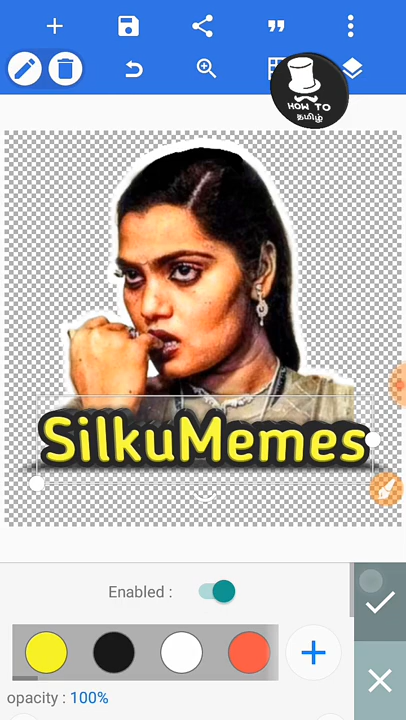 HOW TO
தமிழ்
SilkuMemes
Enabled :
opacity : 100%